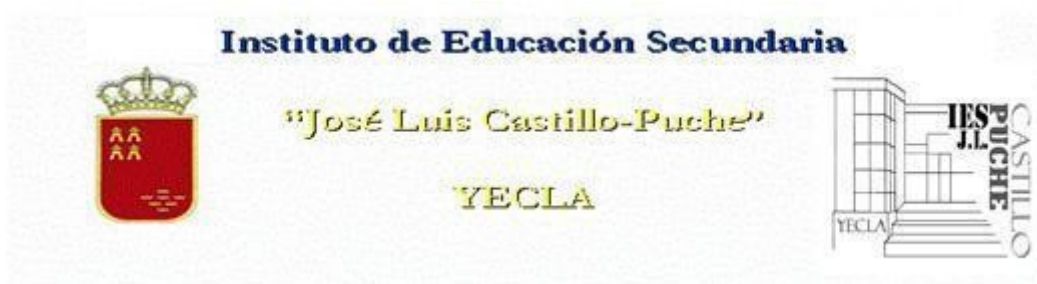 Instituto de Educación Secundaria
"José Luis Castillo-Puche"
YECLA
IES
J.L.
PUCHE
CASTILLO
YECLA